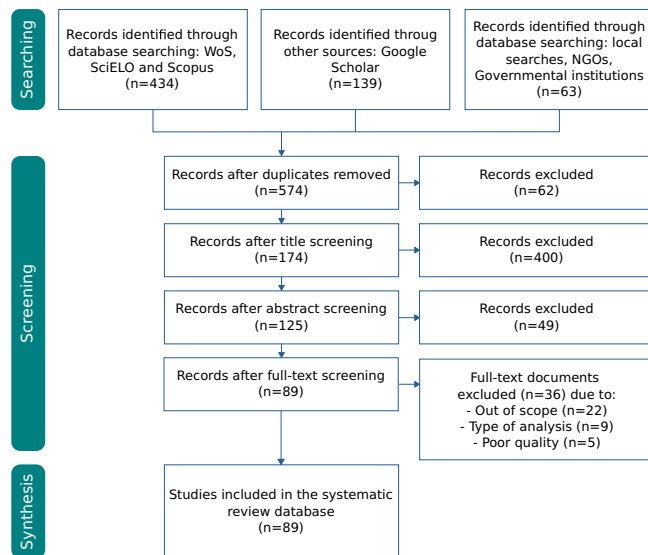 Searching
Records identified through
database searching: WoS,
SciELO and Scopus
(n=434)
Records identified throug
other sources: Google
Scholar
(n=139)
Records identified through
database searching: local
searches, NGOs,
Governmental institutions
(n=63)
Screening
Records after duplicates removed
(n=574)
Records excluded
(n=62)
Records after title screening
(n=174)
Records excluded
(n=400)
Records after abstract screening
(n=125)
Records excluded
(n=49)
Records after full-text screening
(n=89)
Full-text documents
excluded (n=36) due to:
- Out of scope (n=22)
- Type of analysis (n=9)
- Poor quality (n=5)
Synthesis
Studies included in the systematic
review database
(n=89)